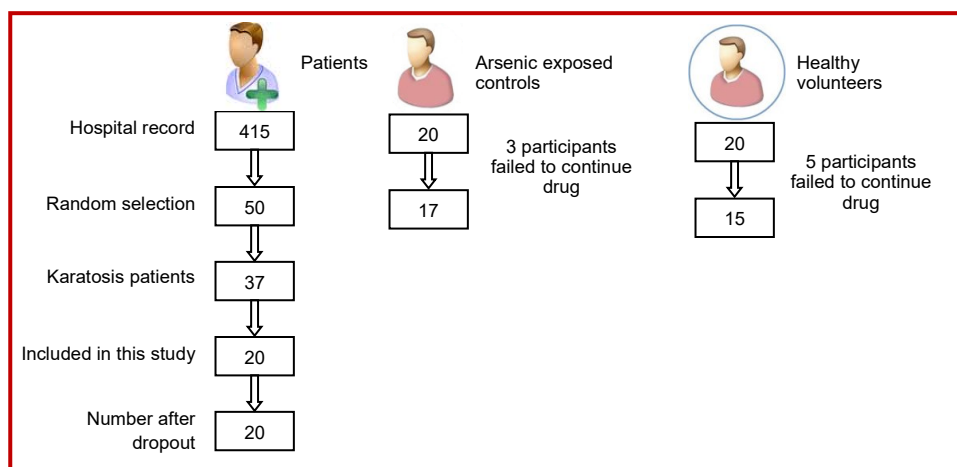 Patients
Arsenic exposed
controls
Healthy
volunteers
Hospital record
415
20
3 participants
failed to continue
drug
20
5 participants
failed to continue
drug
Random selection
50
17
15
Karatosis patients
37
Included in this study
20
Number after
dropout
20